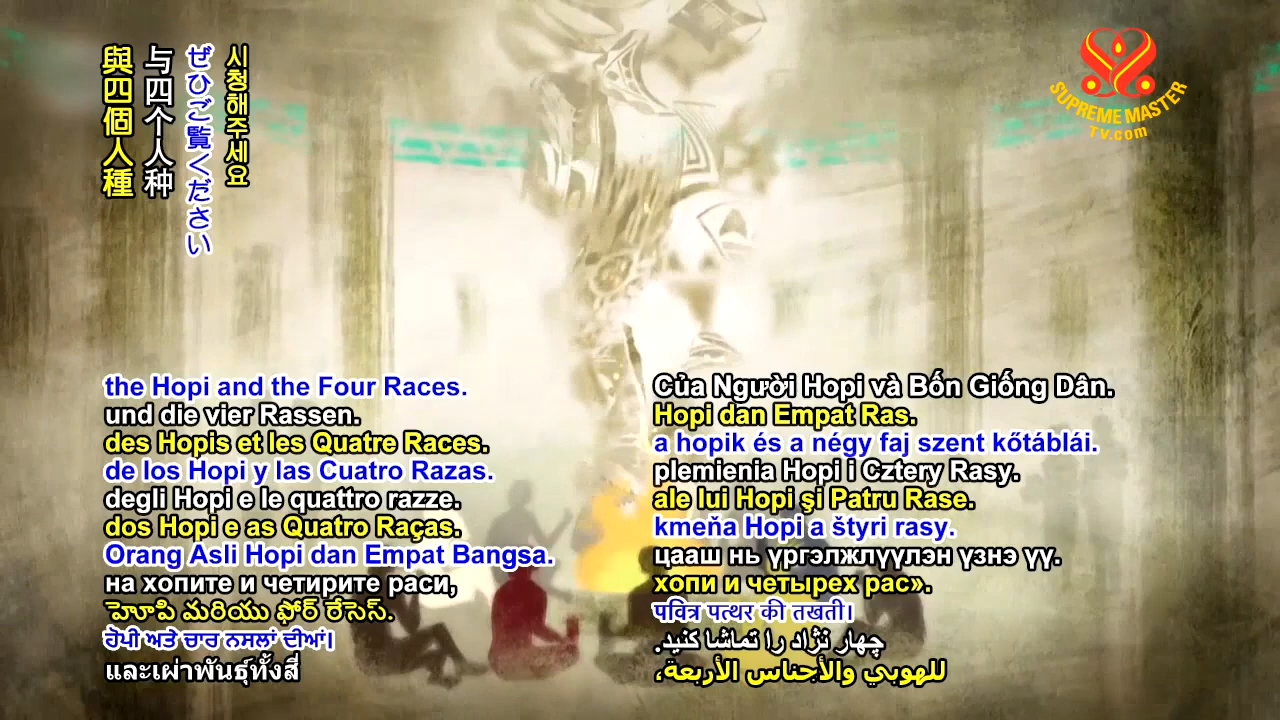 與四個人種
与四个人种
ぜひご覧ください
시청해주세요
SUPREME MASTER
TV.com
the Hopi and the Four Races.
und die vier Rassen.
des Hopis et les Quatre Races.
de los Hopi y las Cuatro Razas.
degli Hopi e le quattro razze.
dos Hopi e as Quatro Raças.
Orang Asli Hopi dan Empat Bangsa.
на хопите и четирите раси,
హెూపి మరియు ఫోర్ రేసెస్.
ਹੋਪੀ ਅਤੇ ਚਾਰ ਨਸਲਾਂ ਦੀਆਂ।
และเผ่าพันธุ์ทั้งสี่
Của Người Hopi và Bốn Giống Dân.
Hopi dan Empat Ras.
a hopik és a négy faj szent kőtáblái.
plemienia Hopi i Cztery Rasy.
ale lui Hopi şi Patru Rase.
kmeňa Hopi a štyri rasy.
цааш нь үргэлжлүүлэн үзнэ үү.
хопи и четырех рас».
पवित्र पत्थर की तखती।
چهار نژاد را تماشا کنید.
للهوبي والأجناس الأربعة،